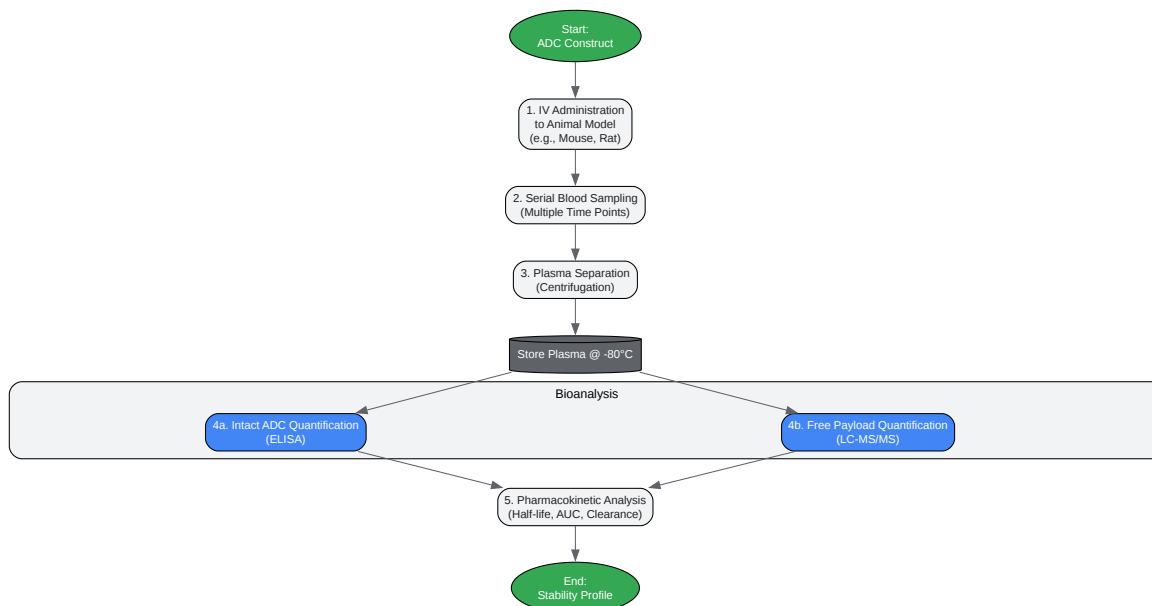 Start:
ADC Construct
1. IV Administration
to Animal Model
(e.g., Mouse, Rat)
2. Serial Blood Sampling
(Multiple Time Points)
3. Plasma Separation
(Centrifugation)
Store Plasma @ -80°C
Bioanalysis
4a. Intact ADC Quantification
(ELISA)
4b. Free Payload Quantification
(LC-MS/MS)
5. Pharmacokinetic Analysis
(Half-life, AUC, Clearance)
End:
Stability Profile